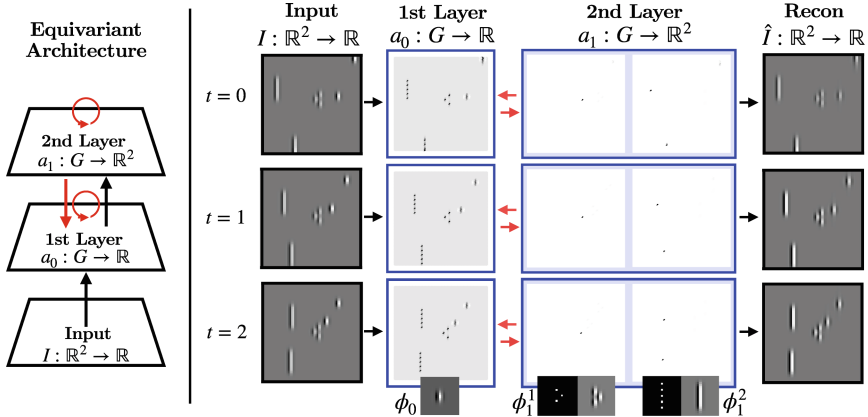 Equivariant
Architecture
2nd Layer
a₁ : G → ℝ²
1st Layer
a₀ : G → ℝ
Input
I : ℝ² → ℝ
Input
I : ℝ² → ℝ
1st Layer
a₀ : G → ℝ
2nd Layer
a₁ : G → ℝ²
Recon
Î : ℝ² → ℝ
t = 0
t = 1
t = 2
ϕ₀
ϕ₁¹
ϕ₁²